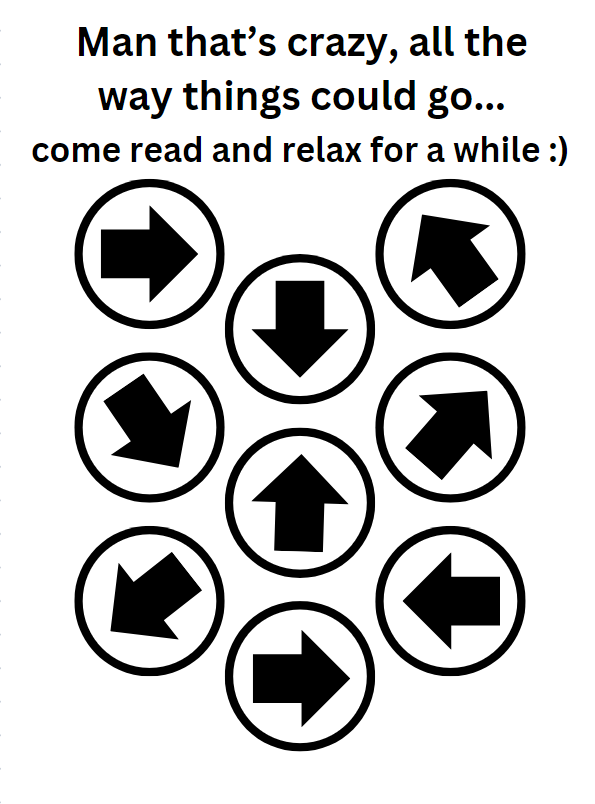 Man that’s crazy, all the
way things could go...
come read and relax for a while :)